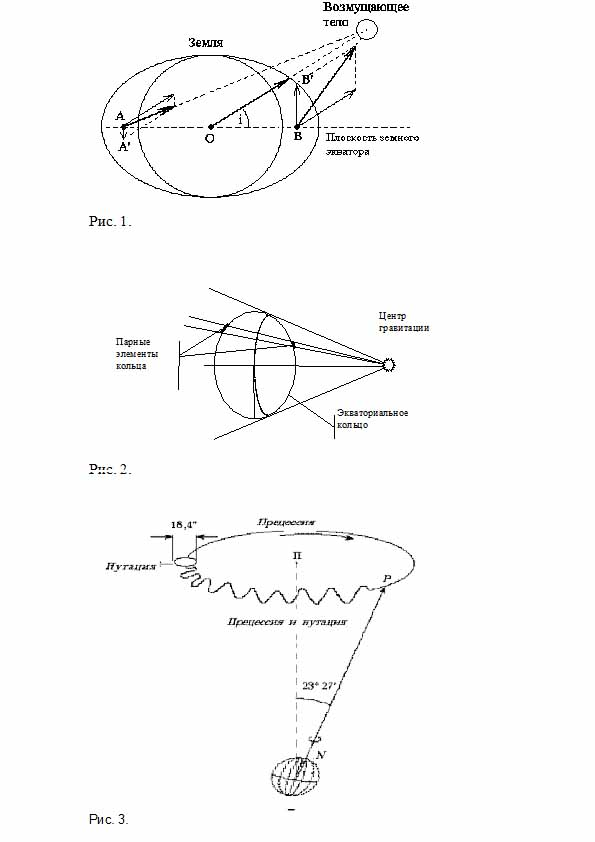 Возмущающее
тело
Земля
B'
A
A'
O
i
B
Плоскость земного
экватора
Рис. 1.
Центр
гравитации
Парные
элементы
кольца
Экваториальное
кольцо
Рис. 2.
Прецессия
18,4"
П
Нутация
P
Прецессия и нутация
23° 27'
N
Рис. 3.